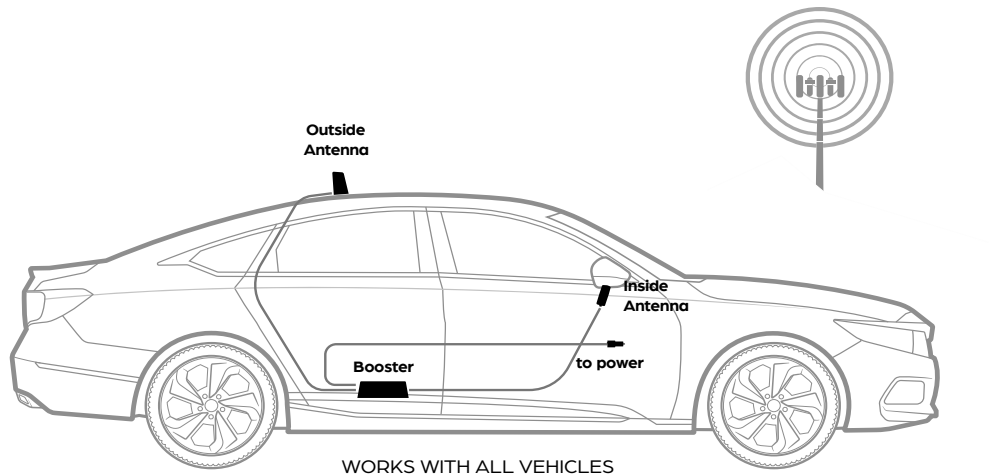 Outside
Antenna
Inside
Antenna
to power
Booster
WORKS WITH ALL VEHICLES